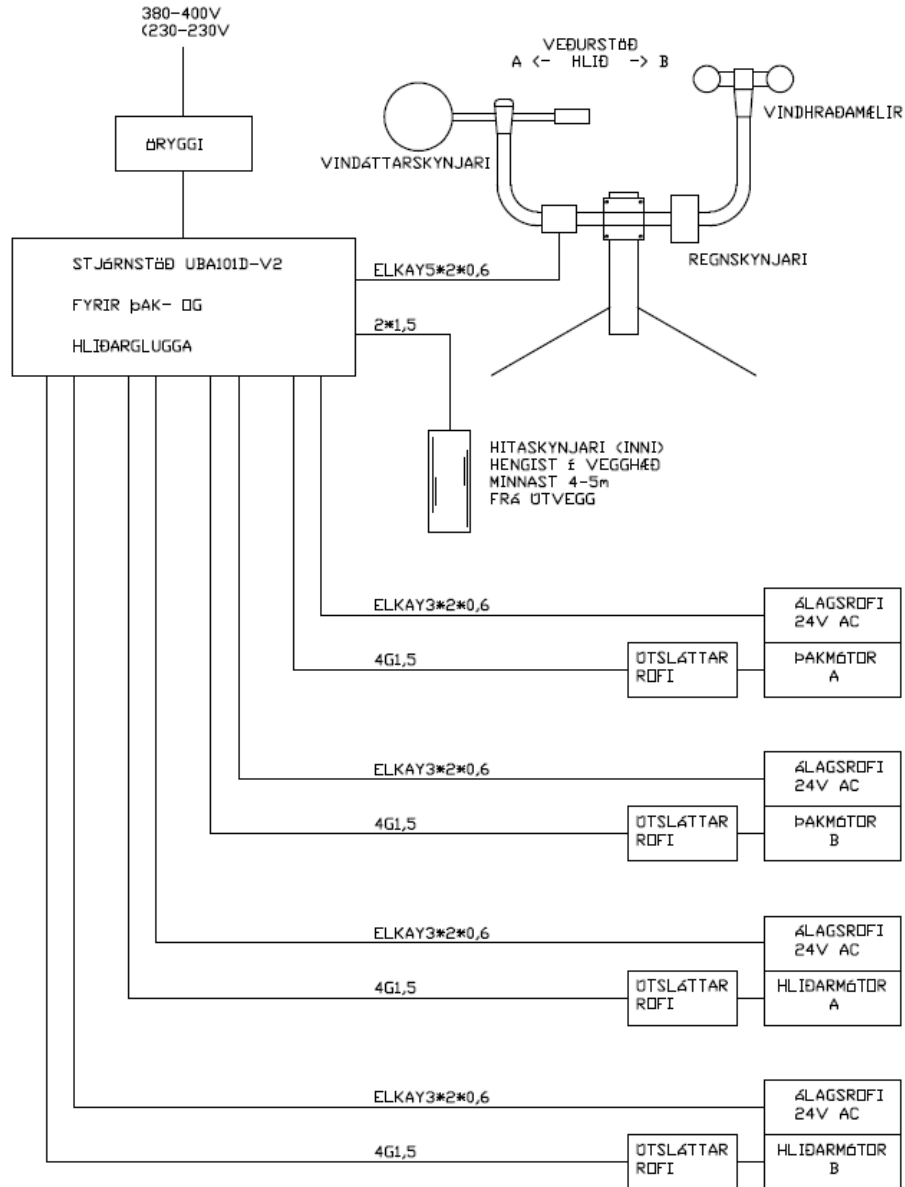 380-400V
(230-230V
ÖRYGGI
VEÐURSTÖÐ
A <- HLIÐ -> B
VINDHRAÐAMÆLIR
VINDÁTTARSKYNJARI
REGNSKYNJARI
STJÓRNSTÖÐ UBA101D-V2
FYRIR ÞAK- OG
HLIÐARGLUGGA
ELKAY5*2*0,6
2*1,5
HITASKYNJARI (INNI)
HENGIST £ VEGGHÆÐ
MINNAST 4-5m
FRÁ ÚTVEGG
ELKAY3*2*0,6
ÁLAGSROFI
24V AC
4G1,5
ÚTSLÁTTAR
ROFI
ÞAKMÓTOR
A
ELKAY3*2*0,6
ÁLAGSROFI
24V AC
4G1,5
ÚTSLÁTTAR
ROFI
ÞAKMÓTOR
B
ELKAY3*2*0,6
ÁLAGSROFI
24V AC
4G1,5
ÚTSLÁTTAR
ROFI
HLIÐARMÓTOR
A
ELKAY3*2*0,6
ÁLAGSROFI
24V AC
4G1,5
ÚTSLÁTTAR
ROFI
HLIÐARMÓTOR
B